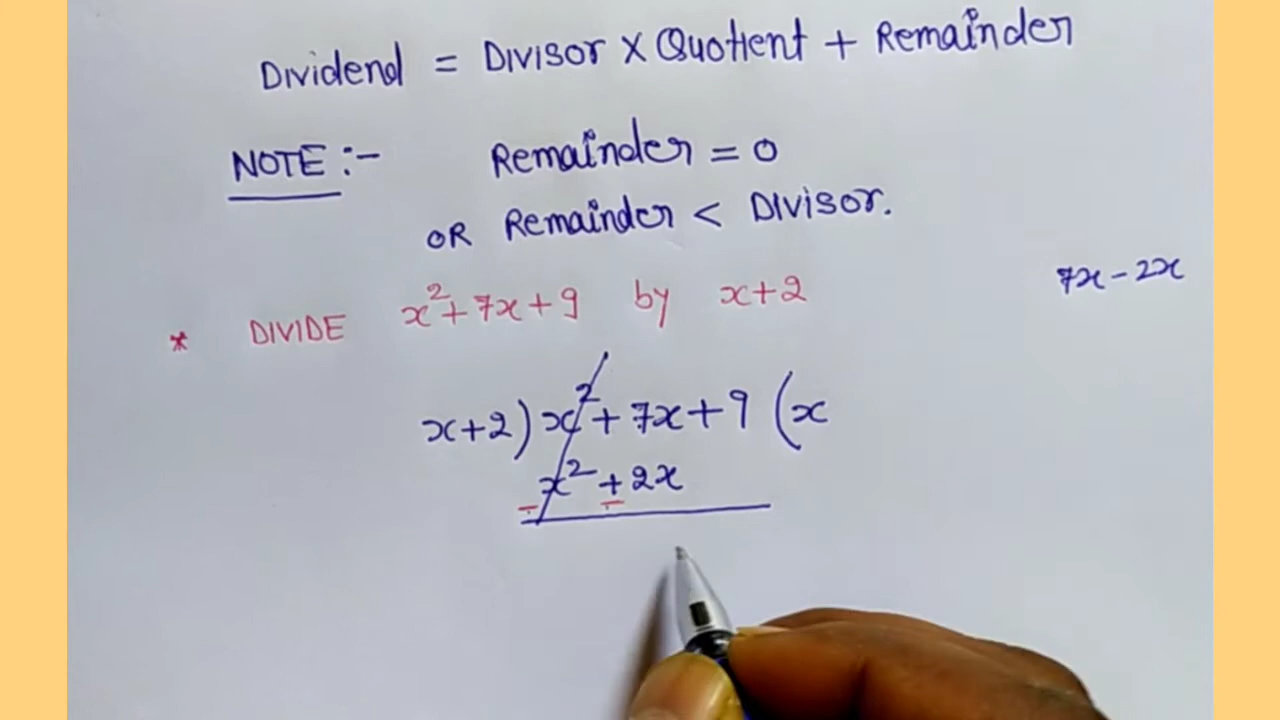 Dividend = Divisor × Quotient + Remainder
NOTE :- Remainder = 0
OR Remainder < Divisor.
7x - 2x
* DIVIDE x²+7x+9 by x+2
x+2) x²+7x+9 (x
x²+2x
- -